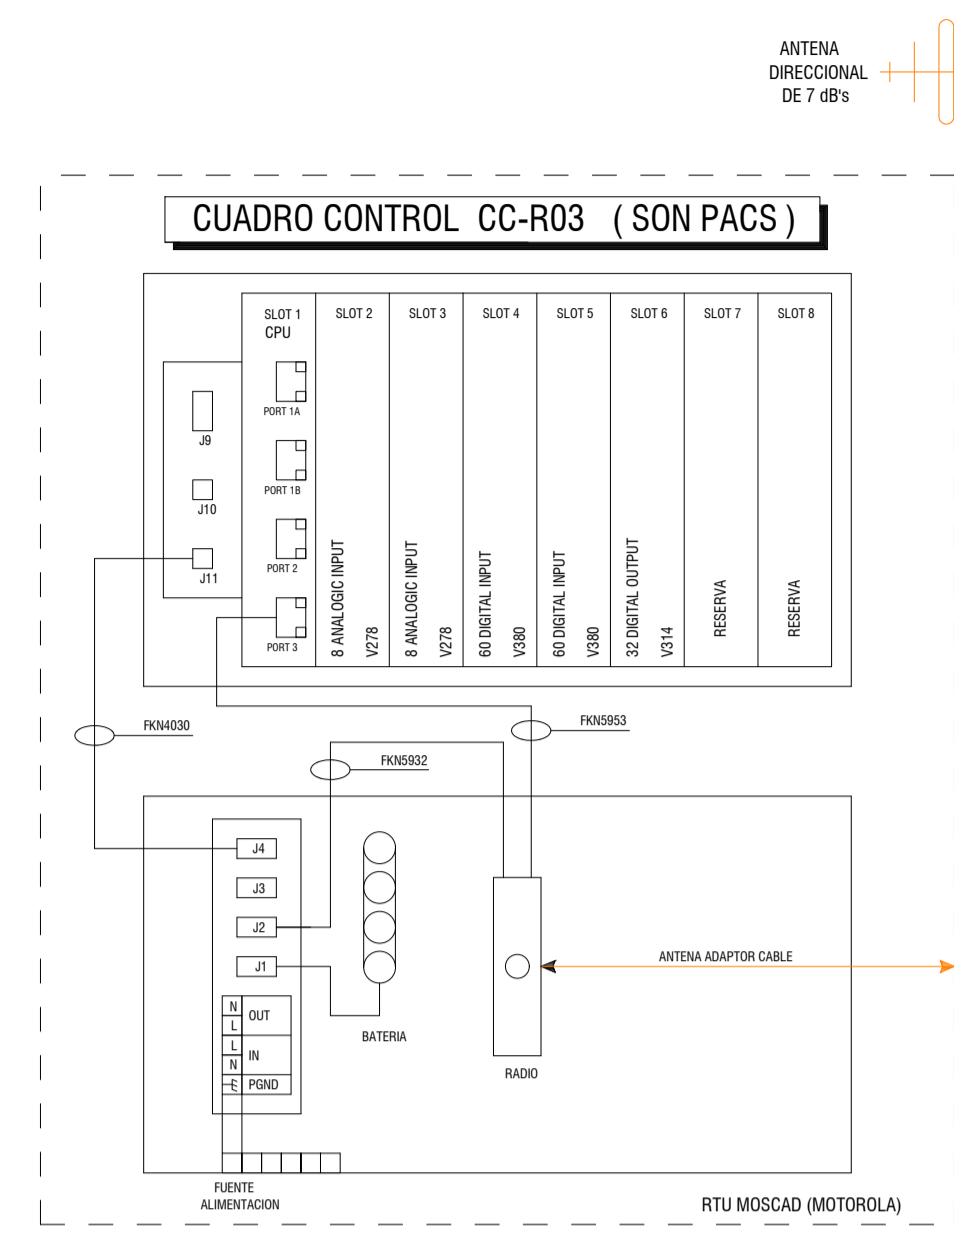 ANTENA
DIRECCIONAL
DE 7 dB's
CUADRO CONTROL CC-R03 ( SON PACS )
SLOT 1
CPU
SLOT 2
SLOT 3
SLOT 4
SLOT 5
SLOT 6
SLOT 7
SLOT 8
PORT 1A
J9
PORT 1B
J10
PORT 2
J11
PORT 3
8 ANALOGIC INPUT
V278
8 ANALOGIC INPUT
V278
60 DIGITAL INPUT
V380
60 DIGITAL INPUT
V380
32 DIGITAL OUTPUT
V314
RESERVA
RESERVA
FKN4030
FKN5953
FKN5932
J4
J3
J2
J1
ANTENA ADAPTOR CABLE
N
OUT
L
L
IN
N
PGND
BATERIA
RADIO
FUENTE
ALIMENTACION
RTU MOSCAD (MOTOROLA)